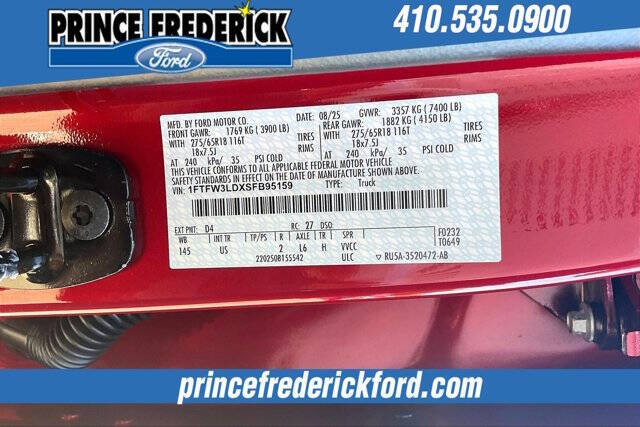 PRINCE FREDERICK
Ford
410.535.0900
MFD. BY FORD MOTOR CO.
08/25 GVWR: 3357 KG ( 7400 LB)
FRONT GAWR: 1769 KG ( 3900 LB)
REAR GAWR: 1882 KG ( 4150 LB)
275/65R18 116T TIRES
18x7.5J RIMS
275/65R18 116T TIRES
18x7.5J RIMS
AT 240 kPa/ 35 PSI COLD
AT 240 kPa/ 35 PSI COLD
THIS VEHICLE CONFORMS TO ALL APPLICABLE FEDERAL MOTOR VEHICLE
SAFETY AND THEFT PREVENTION STANDARDS IN EFFECT ON THE DATE OF MANUFACTURE SHOWN ABOVE.
VIN: 1FTFW3LDXSFB95159
TYPE: Truck
EXT PNT: D4 RC: 27 DSO:
WB INT TR TP/PS R AXLE TR SPR
145 US 2 L6 H VVCC
2202508155542 ULC
F0232
T0649
RU5A-3520472-AB
princefrederickford.com